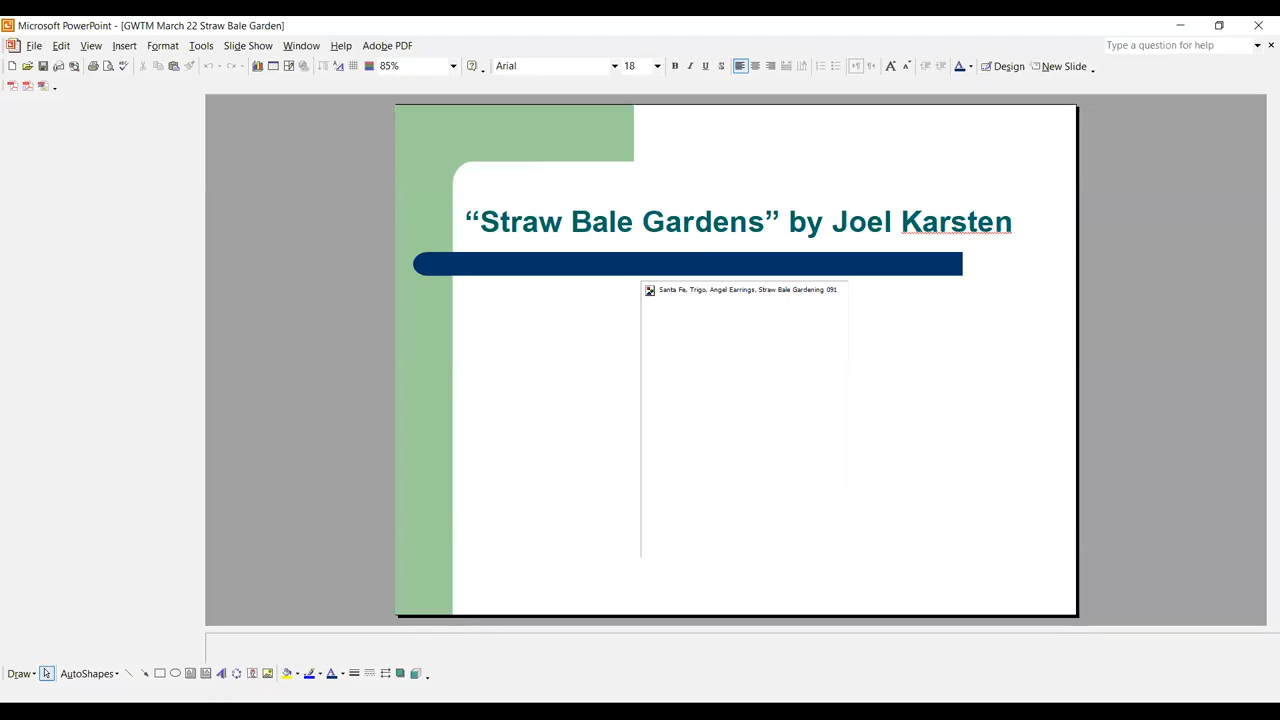 Microsoft PowerPoint - [GWTM March 22 Straw Bale Garden]
File Edit View Insert Format Tools Slide Show Window Help Adobe PDF Type a question for help
85% Arial 18 B I U S Design New Slide
“Straw Bale Gardens” by Joel Karsten
Santa Fe, Trigo, Angel Earrings, Straw Bale Gardening 091
Draw AutoShapes